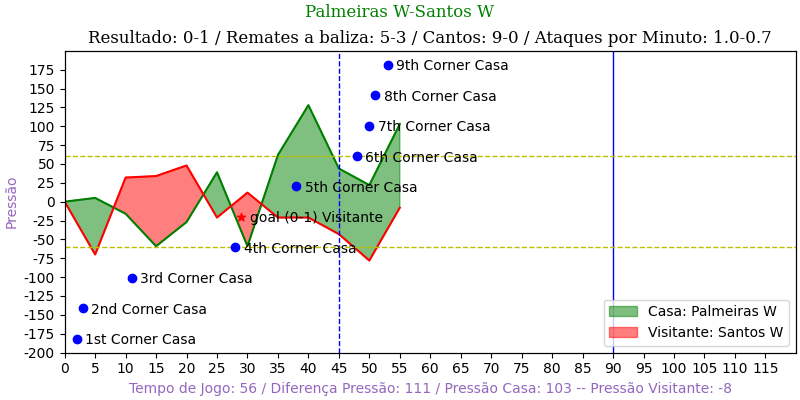 Palmeiras W-Santos W
Resultado: 0-1 / Remates a baliza: 5-3 / Cantos: 9-0 / Ataques por Minuto: 1.0-0.7
Pressão
175
150
125
100
75
50
25
0
-25
-50
-75
-100
-125
-150
-175
-200
9th Corner Casa
8th Corner Casa
7th Corner Casa
6th Corner Casa
5th Corner Casa
goal (0-1) Visitante
4th Corner Casa
3rd Corner Casa
2nd Corner Casa
1st Corner Casa
Casa: Palmeiras W
Visitante: Santos W
0 5 10 15 20 25 30 35 40 45 50 55 60 65 70 75 80 85 90 95 100 105 110 115
Tempo de Jogo: 56 / Diferença Pressão: 111 / Pressão Casa: 103 -- Pressão Visitante: -8